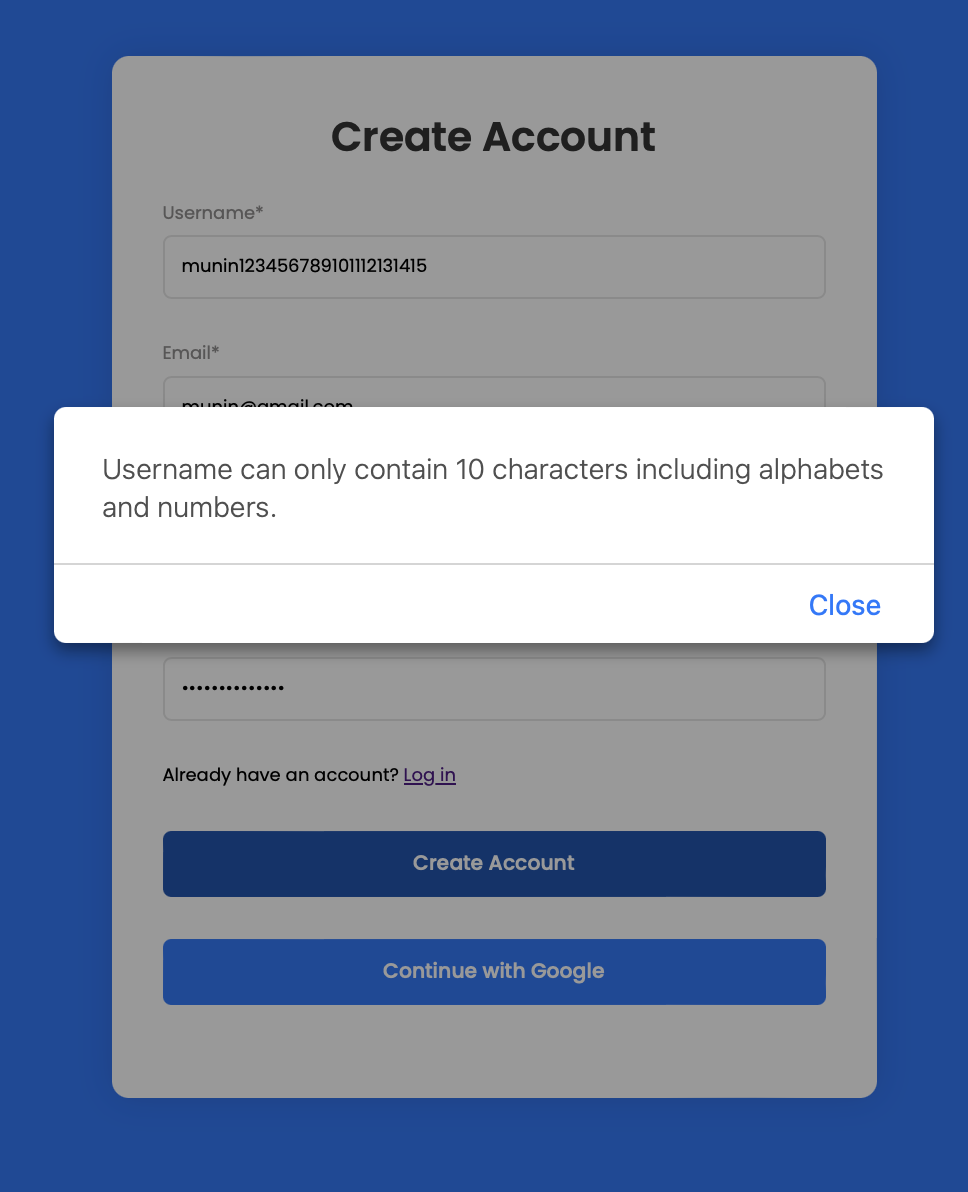 Create Account
Username*
munin123456789101112131415
Email*
munin@gmail.com
Username can only contain 10 characters including alphabets
and numbers.
Close
••••••••••••••
Already have an account? Log in
Create Account
Continue with Google